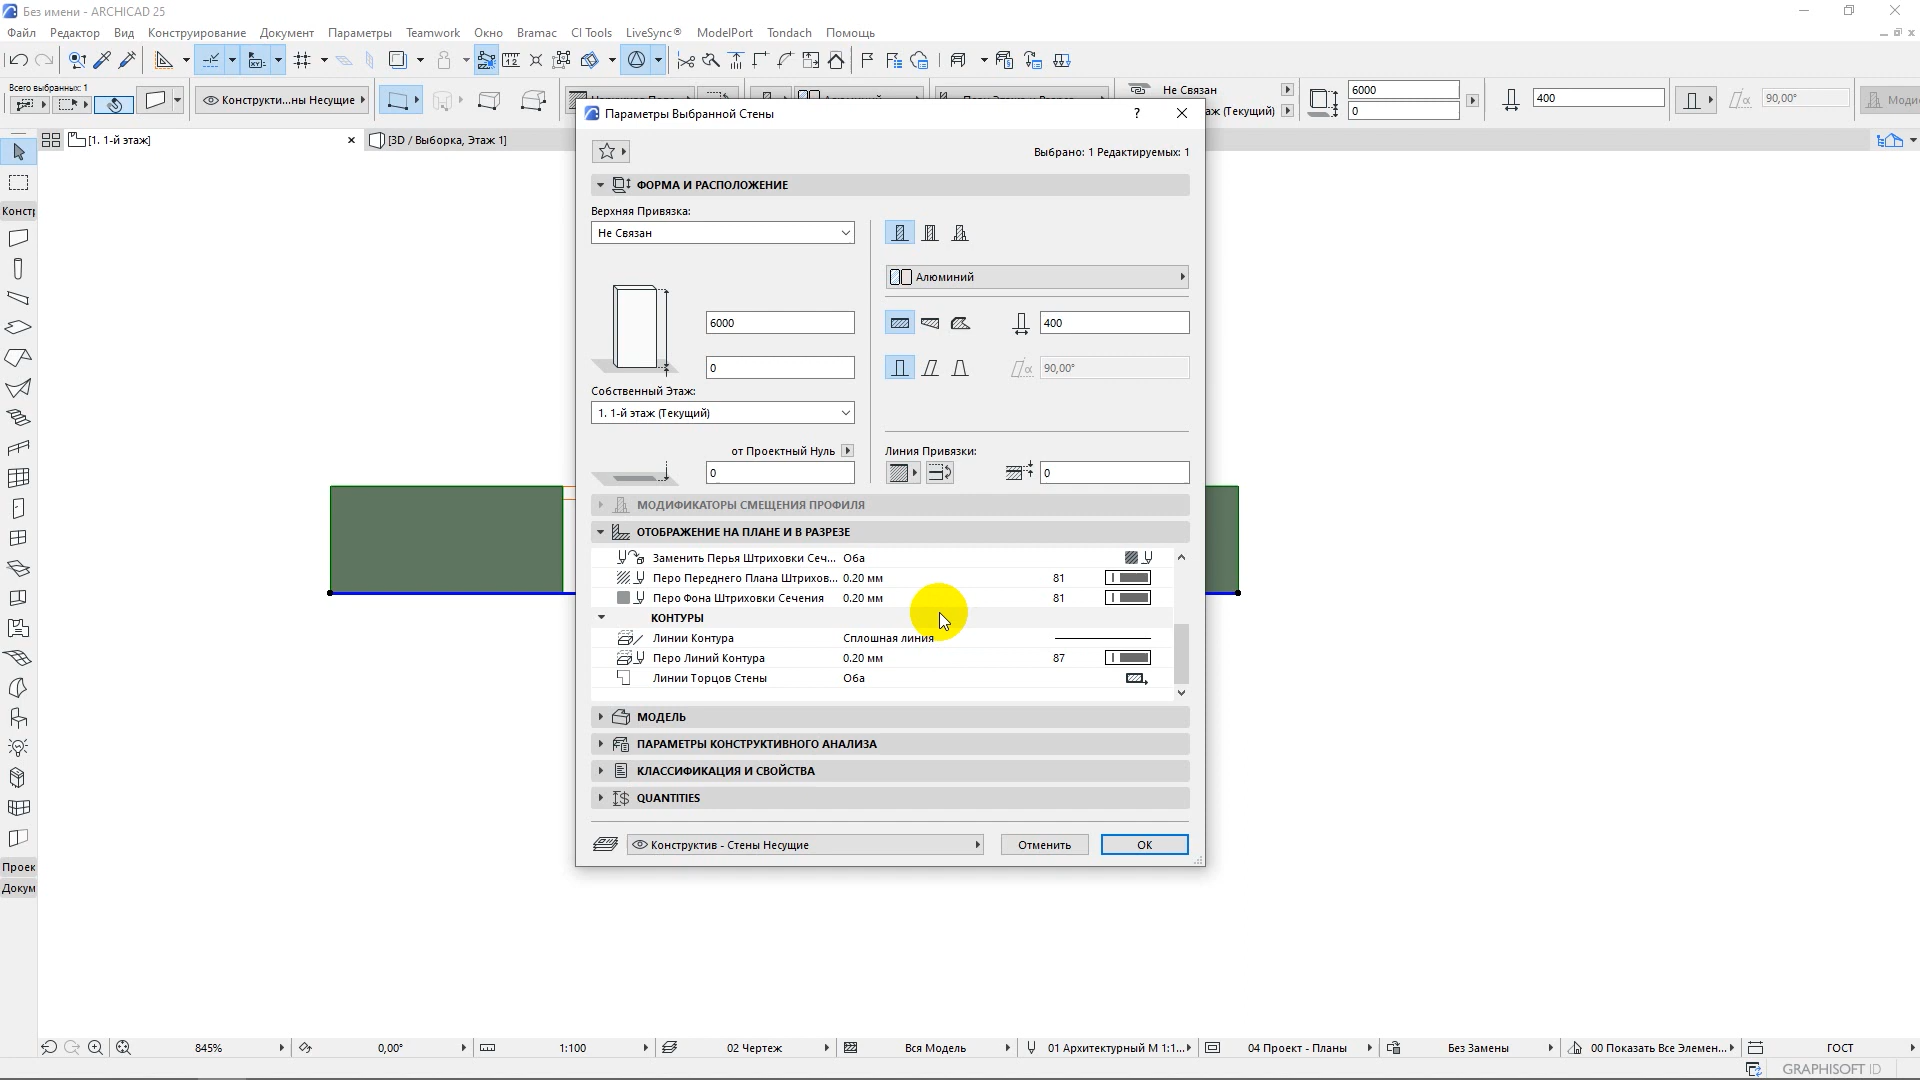 Без имени - ARCHICAD 25
Файл Редактор Вид Конструирование Документ Параметры Teamwork Окно Bramac CI Tools LiveSync® ModelPort Tondach Помощь
Всего выбранных: 1
Конструкти...ны Несущие
Не Связан
аж (Текущий)
6000
0
400
90,00°
[1. 1-й этаж]
[3D / Выборка, Этаж 1]
Параметры Выбранной Стены
Выбрано: 1 Редактируемых: 1
ФОРМА И РАСПОЛОЖЕНИЕ
Верхняя Привязка:
Не Связан
Алюминий
6000
400
0
90,00°
Собственный Этаж:
1. 1-й этаж (Текущий)
от Проектный Нуль
Линия Привязки:
0
0
МОДИФИКАТОРЫ СМЕЩЕНИЯ ПРОФИЛЯ
ОТОБРАЖЕНИЕ НА ПЛАНЕ И В РАЗРЕЗЕ
Заменить Перья Штриховки Сеч... Оба
Перо Переднего Плана Штрихов... 0.20 мм 81
Перо Фона Штриховки Сечения 0.20 мм 81
КОНТУРЫ
Линии Контура Сплошная линия
Перо Линий Контура 0.20 мм 87
Линии Торцов Стены Оба
МОДЕЛЬ
ПАРАМЕТРЫ КОНСТРУКТИВНОГО АНАЛИЗА
КЛАССИФИКАЦИЯ И СВОЙСТВА
QUANTITIES
Конструктив - Стены Несущие
Отменить
ОК
Констр
Проек
Докум
845% 0,00° 1:100 02 Чертеж Вся Модель 01 Архитектурный М 1:1... 04 Проект - Планы Без Замены 00 Показать Все Элемен... ГОСТ
GRAPHISOFT ID